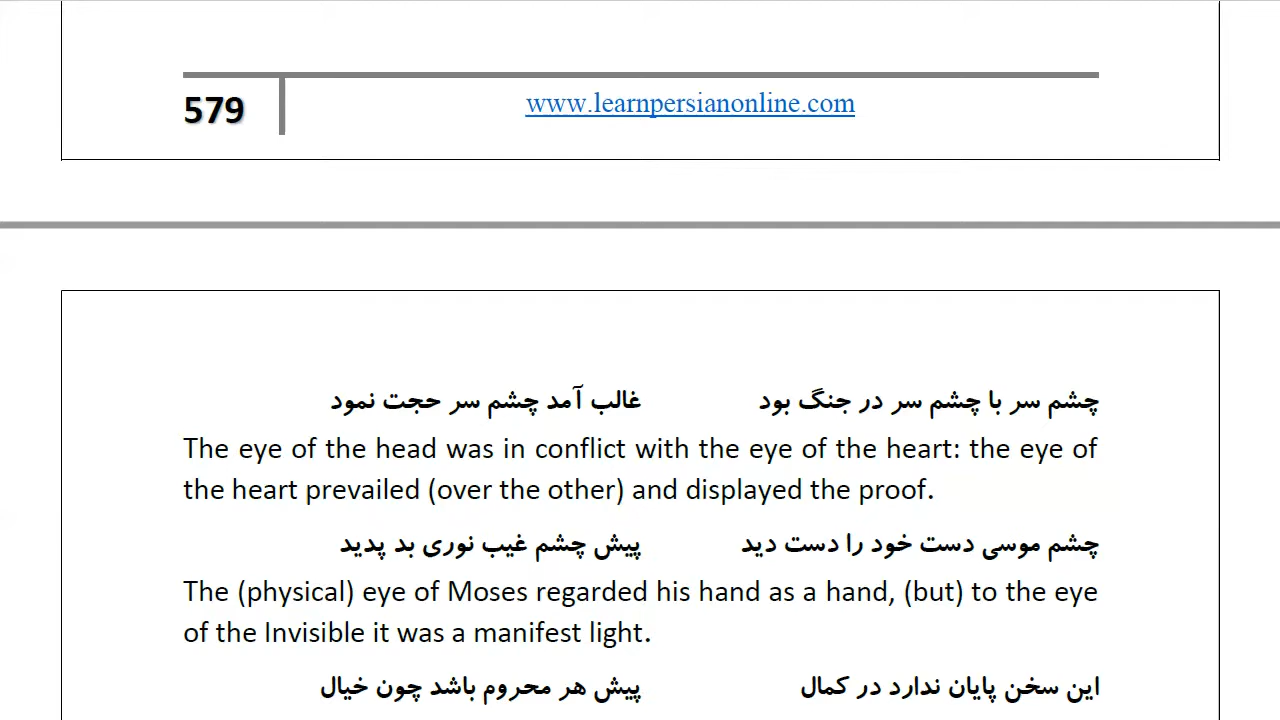 579
www.learnpersianonline.com
چشم سر با چشم سر در جنگ بود غالب آمد چشم سر حجت نمود
The eye of the head was in conflict with the eye of the heart: the eye of
the heart prevailed (over the other) and displayed the proof.
چشم موسی دست خود را دست دید پیش چشم غیب نوری بد پدید
The (physical) eye of Moses regarded his hand as a hand, (but) to the eye
of the Invisible it was a manifest light.
این سخن پایان ندارد در کمال پیش هر محروم باشد چون خیال